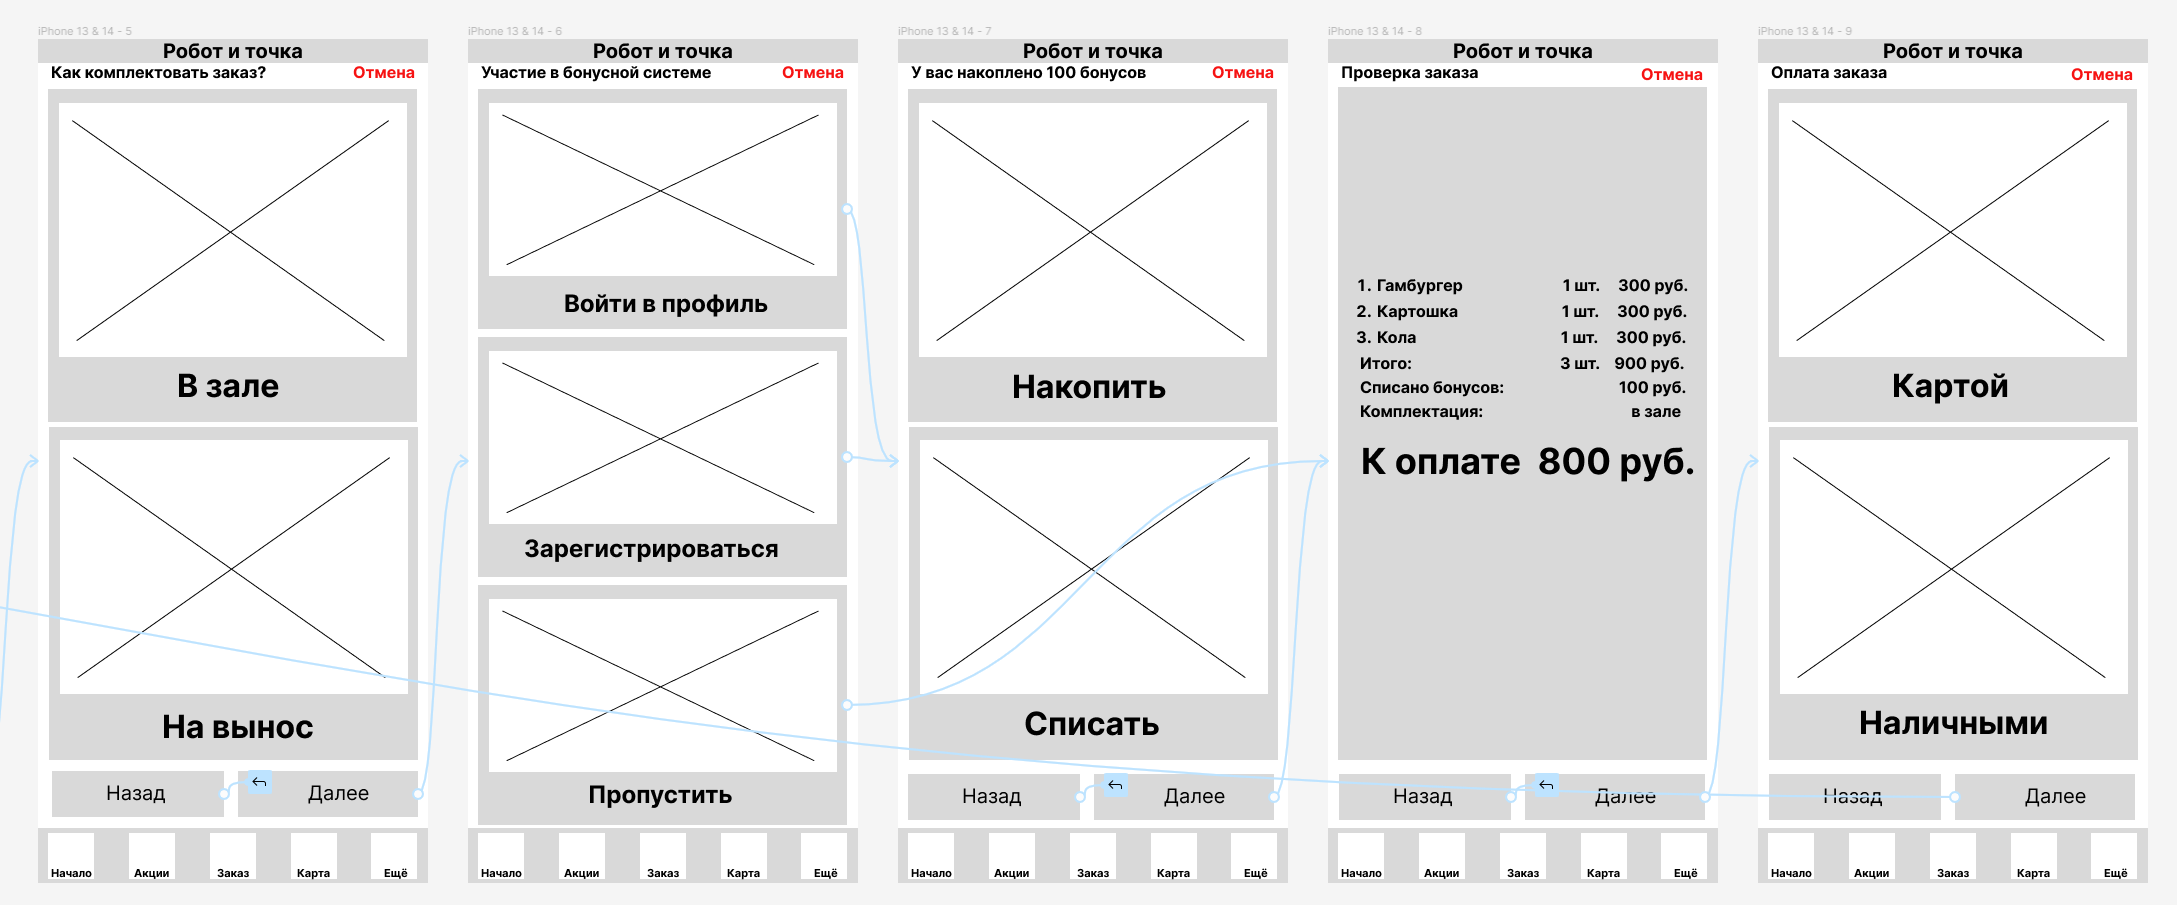 iPhone 13 & 14 - 5
Робот и точка
Как комплектовать заказ?
Отмена
В зале
На вынос
Назад
Далее
Начало
Акции
Заказ
Карта
Ещё
iPhone 13 & 14 - 6
Робот и точка
Участие в бонусной системе
Отмена
Войти в профиль
Зарегистрироваться
Пропустить
Начало
Акции
Заказ
Карта
Ещё
iPhone 13 & 14 - 7
Робот и точка
У вас накоплено 100 бонусов
Отмена
Накопить
Списать
Назад
Далее
Начало
Акции
Заказ
Карта
Ещё
iPhone 13 & 14 - 8
Робот и точка
Проверка заказа
Отмена
1. Гамбургер 1 шт. 300 руб.
2. Картошка 1 шт. 300 руб.
3. Кола 1 шт. 300 руб.
Итого: 3 шт. 900 руб.
Списано бонусов: 100 руб.
Комплектация: в зале
К оплате 800 руб.
Назад
Далее
Начало
Акции
Заказ
Карта
Ещё
iPhone 13 & 14 - 9
Робот и точка
Оплата заказа
Отмена
Картой
Наличными
Назад
Далее
Начало
Акции
Заказ
Карта
Ещё